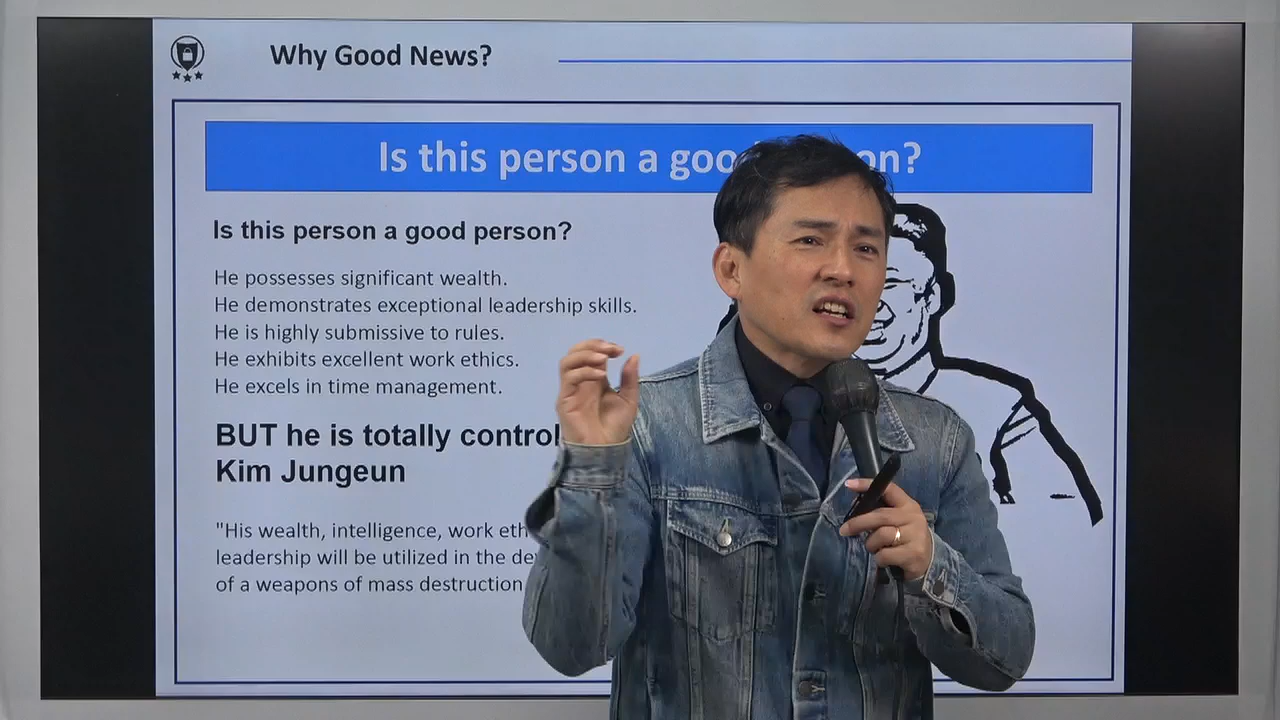 Why Good News?
Is this person a good on?
Is this person a good person?
He possesses significant wealth.
He demonstrates exceptional leadership skills.
He is highly submissive to rules.
He exhibits excellent work ethics.
He excels in time management.
BUT he is totally control
Kim Jungeun
"His wealth, intelligence, work eth
leadership will be utilized in the de
of a weapons of mass destruction